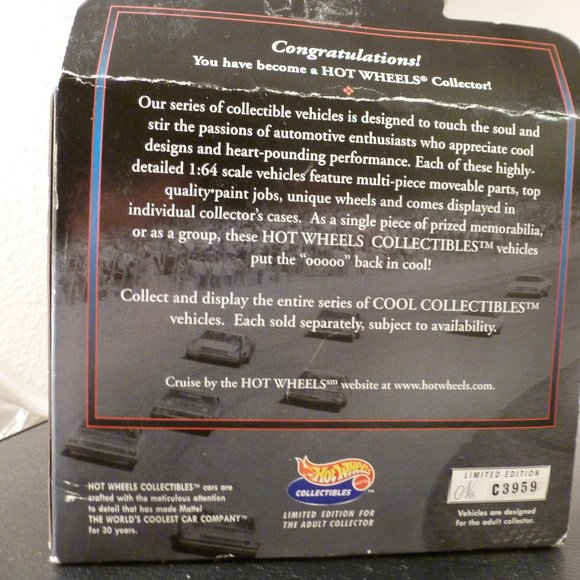 Congratulations!
You have become a HOT WHEELS® Collector!
Our series of collectible vehicles is designed to touch the soul and
stir the passions of automotive enthusiasts who appreciate cool
designs and heart-pounding performance. Each of these highly-
detailed 1:64 scale vehicles feature multi-piece moveable parts, top
quality paint jobs, unique wheels and comes displayed in
individual collector's cases. As a single piece of prized memorabilia,
or as a group, these HOT WHEELS COLLECTIBLES™ vehicles
put the "ooooo" back in cool!
Collect and display the entire series of COOL COLLECTIBLES™
vehicles. Each sold separately, subject to availability.
Cruise by the HOT WHEELS℠ website at www.hotwheels.com.
HOT WHEELS COLLECTIBLES™ cars are
crafted with the meticulous attention
to detail that has made Mattel
THE WORLD'S COOLEST CAR COMPANY™
for 30 years.
Hot Wheels
COLLECTIBLES™
LIMITED EDITION FOR
THE ADULT COLLECTOR
LIMITED EDITION
No. C3959
Vehicles are designed
for the adult collector.